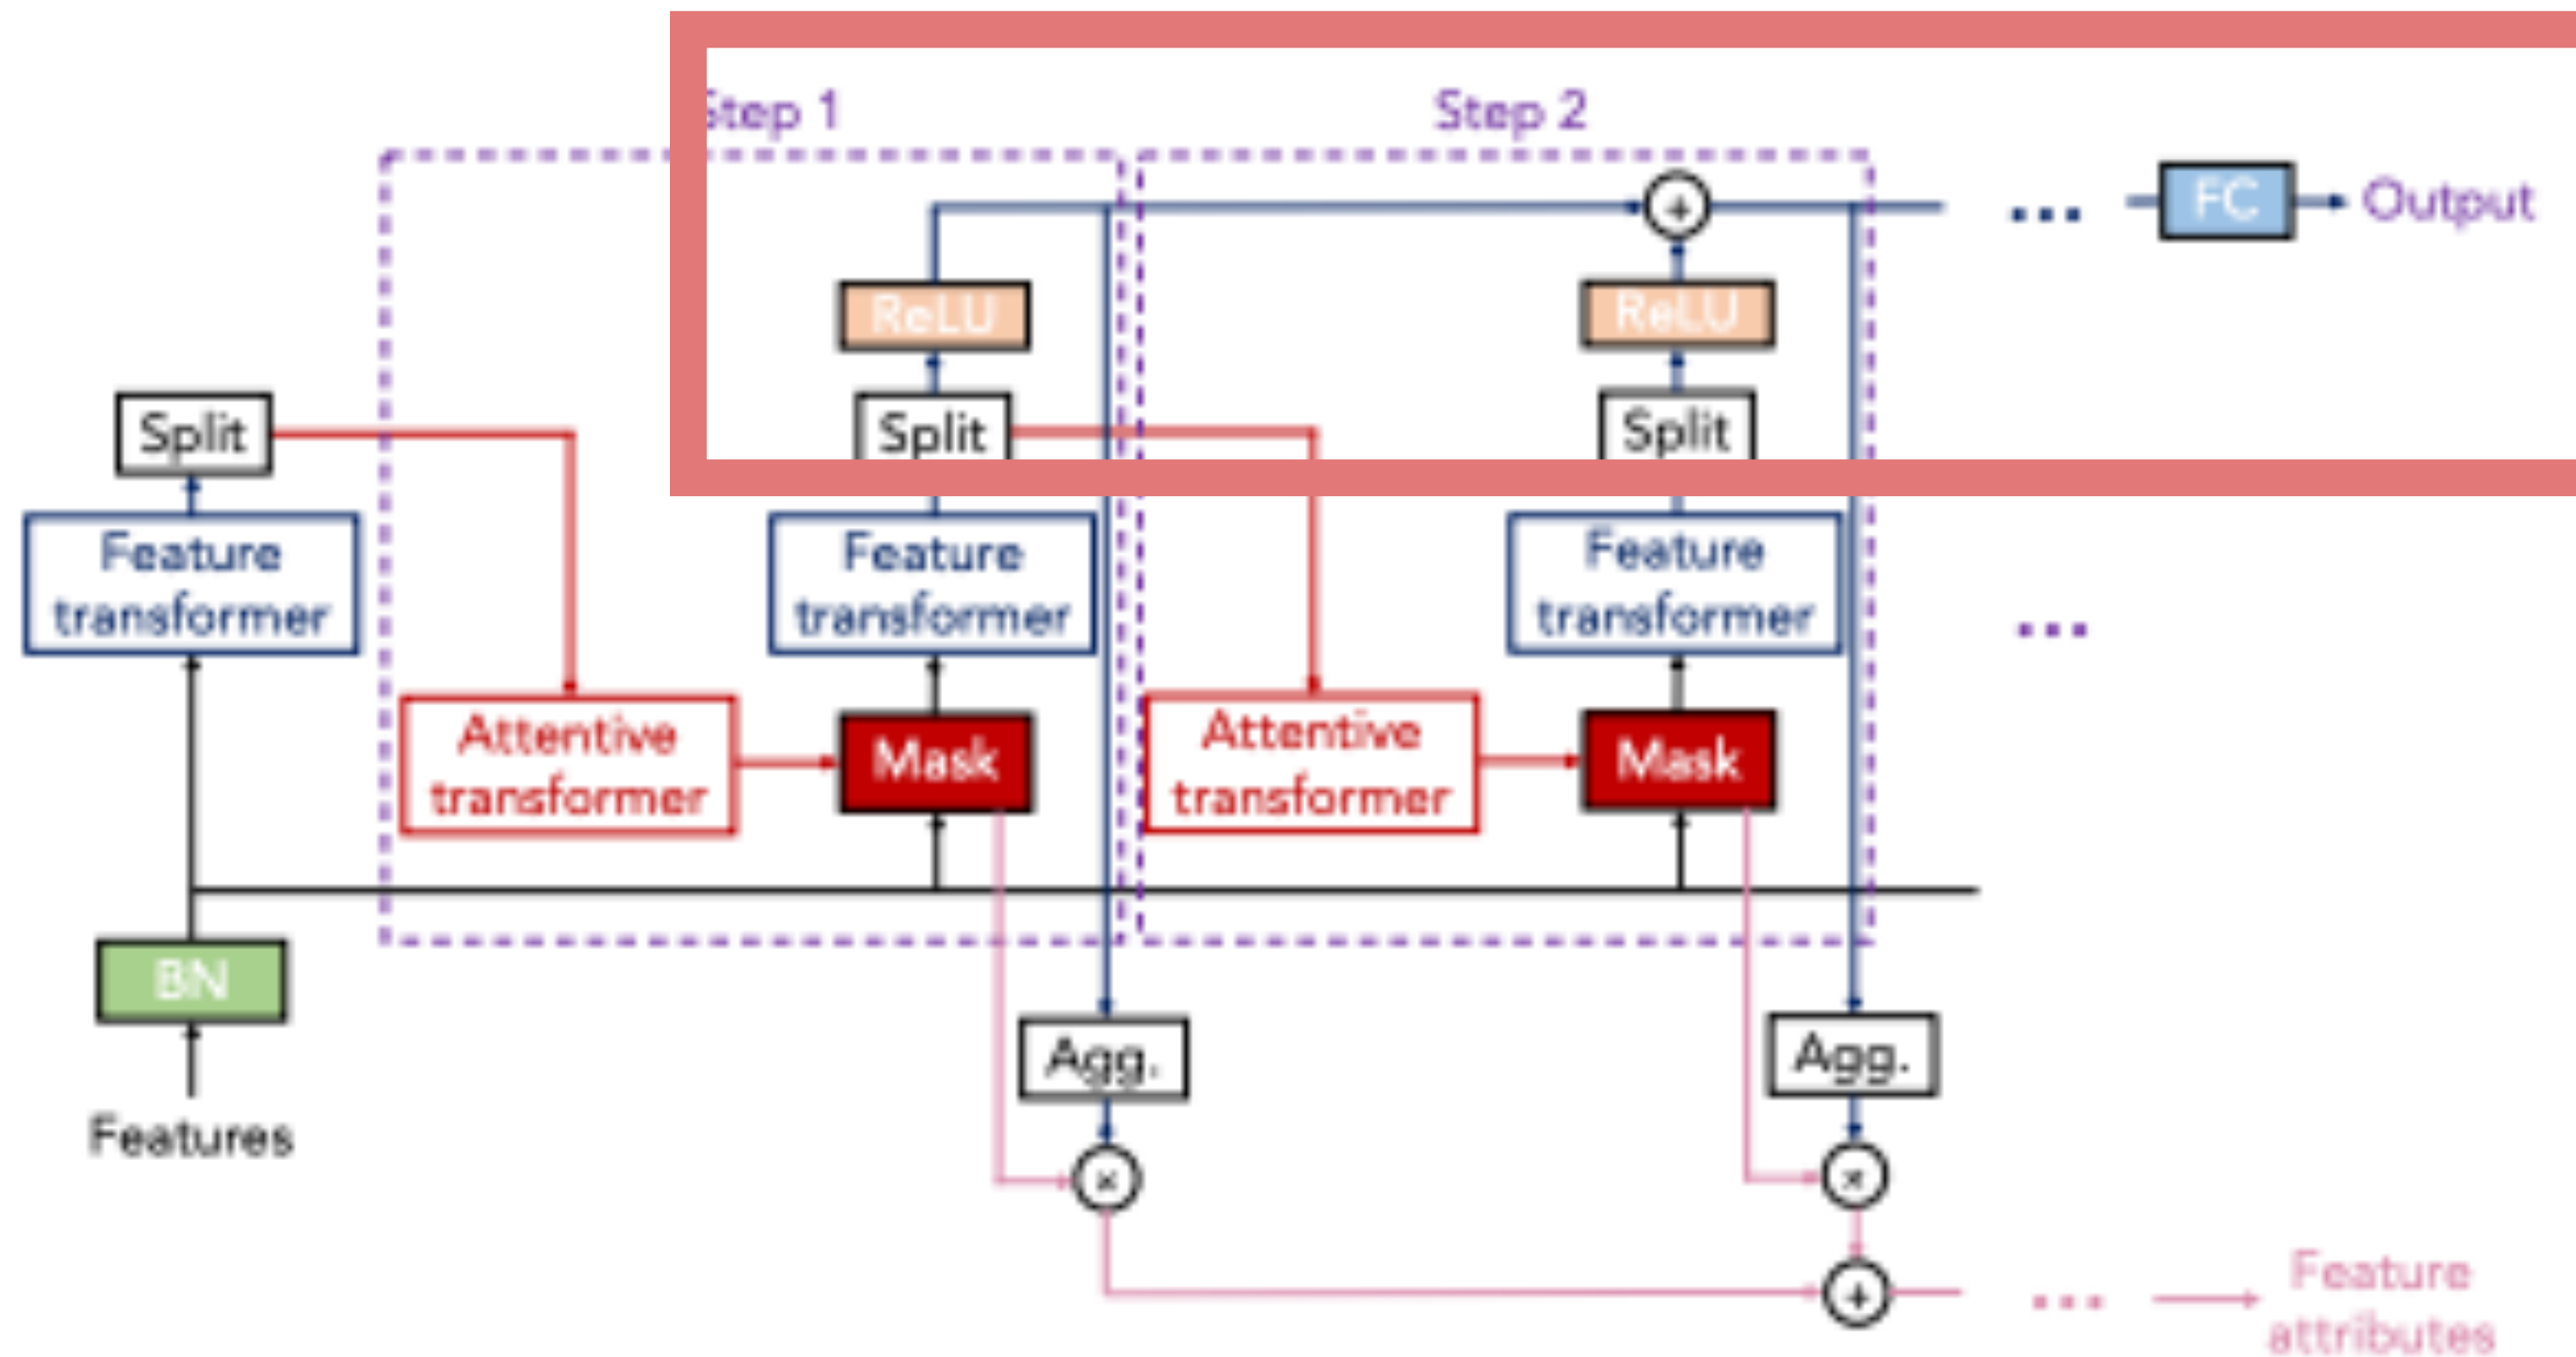 Step 1
Step 2
+
...
FC
Output
ReLU
ReLU
Split
Split
Split
Feature
transformer
Feature
transformer
Feature
transformer
...
Attentive
transformer
Mask
Attentive
transformer
Mask
BN
Agg.
Agg.
Features
×
×
+
...
Feature
attributes